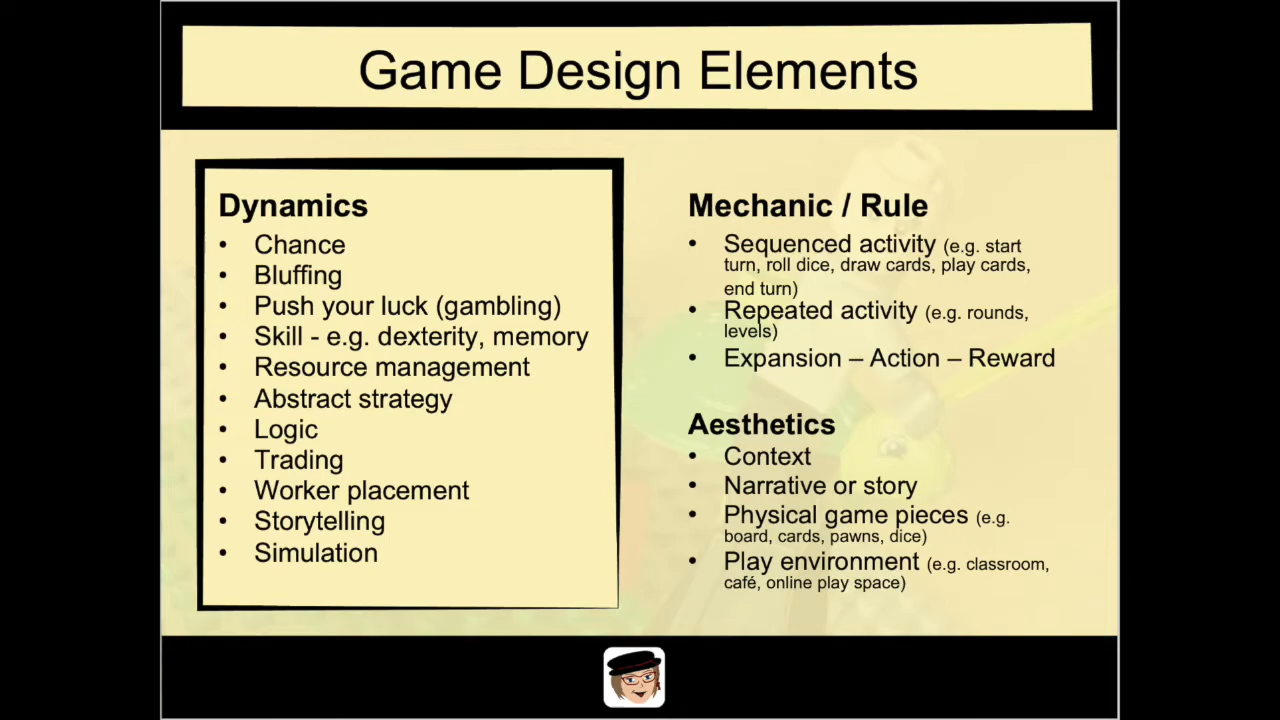 Game Design Elements
Dynamics
• Chance
• Bluffing
• Push your luck (gambling)
• Skill - e.g. dexterity, memory
• Resource management
• Abstract strategy
• Logic
• Trading
• Worker placement
• Storytelling
• Simulation
Mechanic / Rule
• Sequenced activity (e.g. start
turn, roll dice, draw cards, play cards,
end turn)
• Repeated activity (e.g. rounds,
levels)
• Expansion – Action – Reward
Aesthetics
• Context
• Narrative or story
• Physical game pieces (e.g.
board, cards, pawns, dice)
• Play environment (e.g. classroom,
café, online play space)